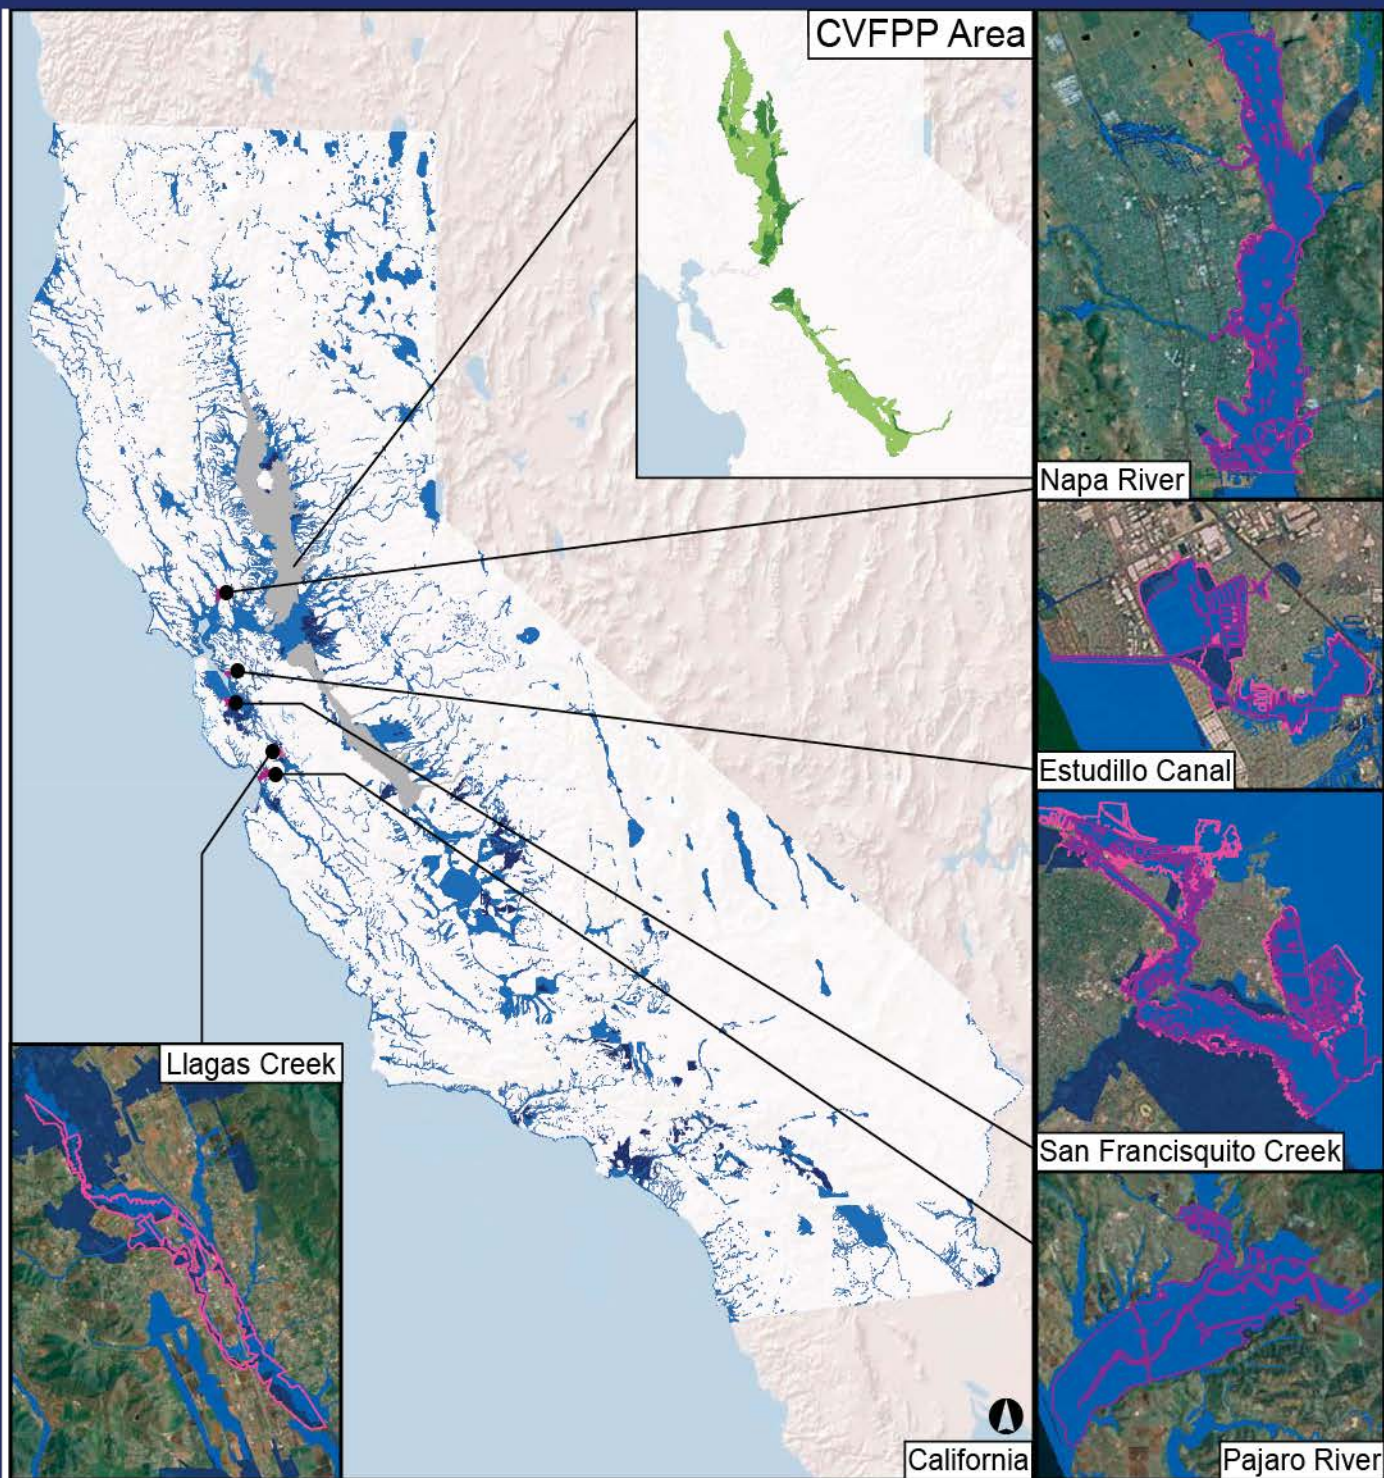 CVFPP Area
Napa River
Estudillo Canal
San Francisquito Creek
Llagas Creek
Pajaro River
California